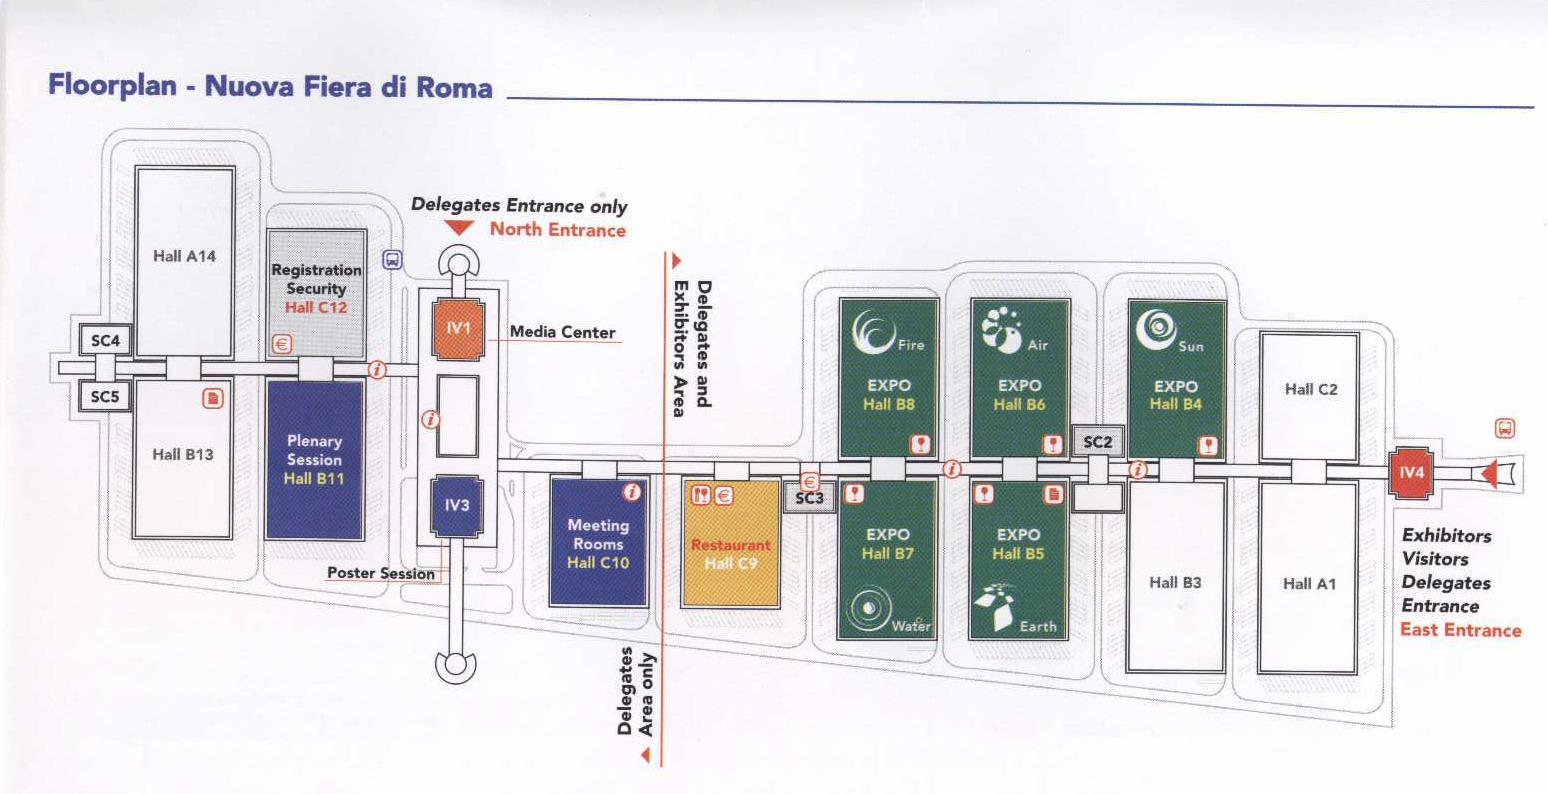 Floorplan - Nuova Fiera di Roma
Delegates Entrance only
North Entrance
Hall A14
Registration
Security
Hall C12
€
SC4
SC5
i
IV1
Media Center
Hall B13
Plenary
Session
Hall B11
i
IV3
Poster Session
Delegates and
Exhibitors Area
Delegates
Area only
Meeting
Rooms
Hall C10
i
€
Restaurant
Hall C9
€
SC3
Fire
EXPO
Hall B8
Air
EXPO
Hall B6
Sun
EXPO
Hall B4
Hall C2
SC2
i
i
EXPO
Hall B7
Water
EXPO
Hall B5
Earth
Hall B3
Hall A1
IV4
Exhibitors
Visitors
Delegates
Entrance
East Entrance